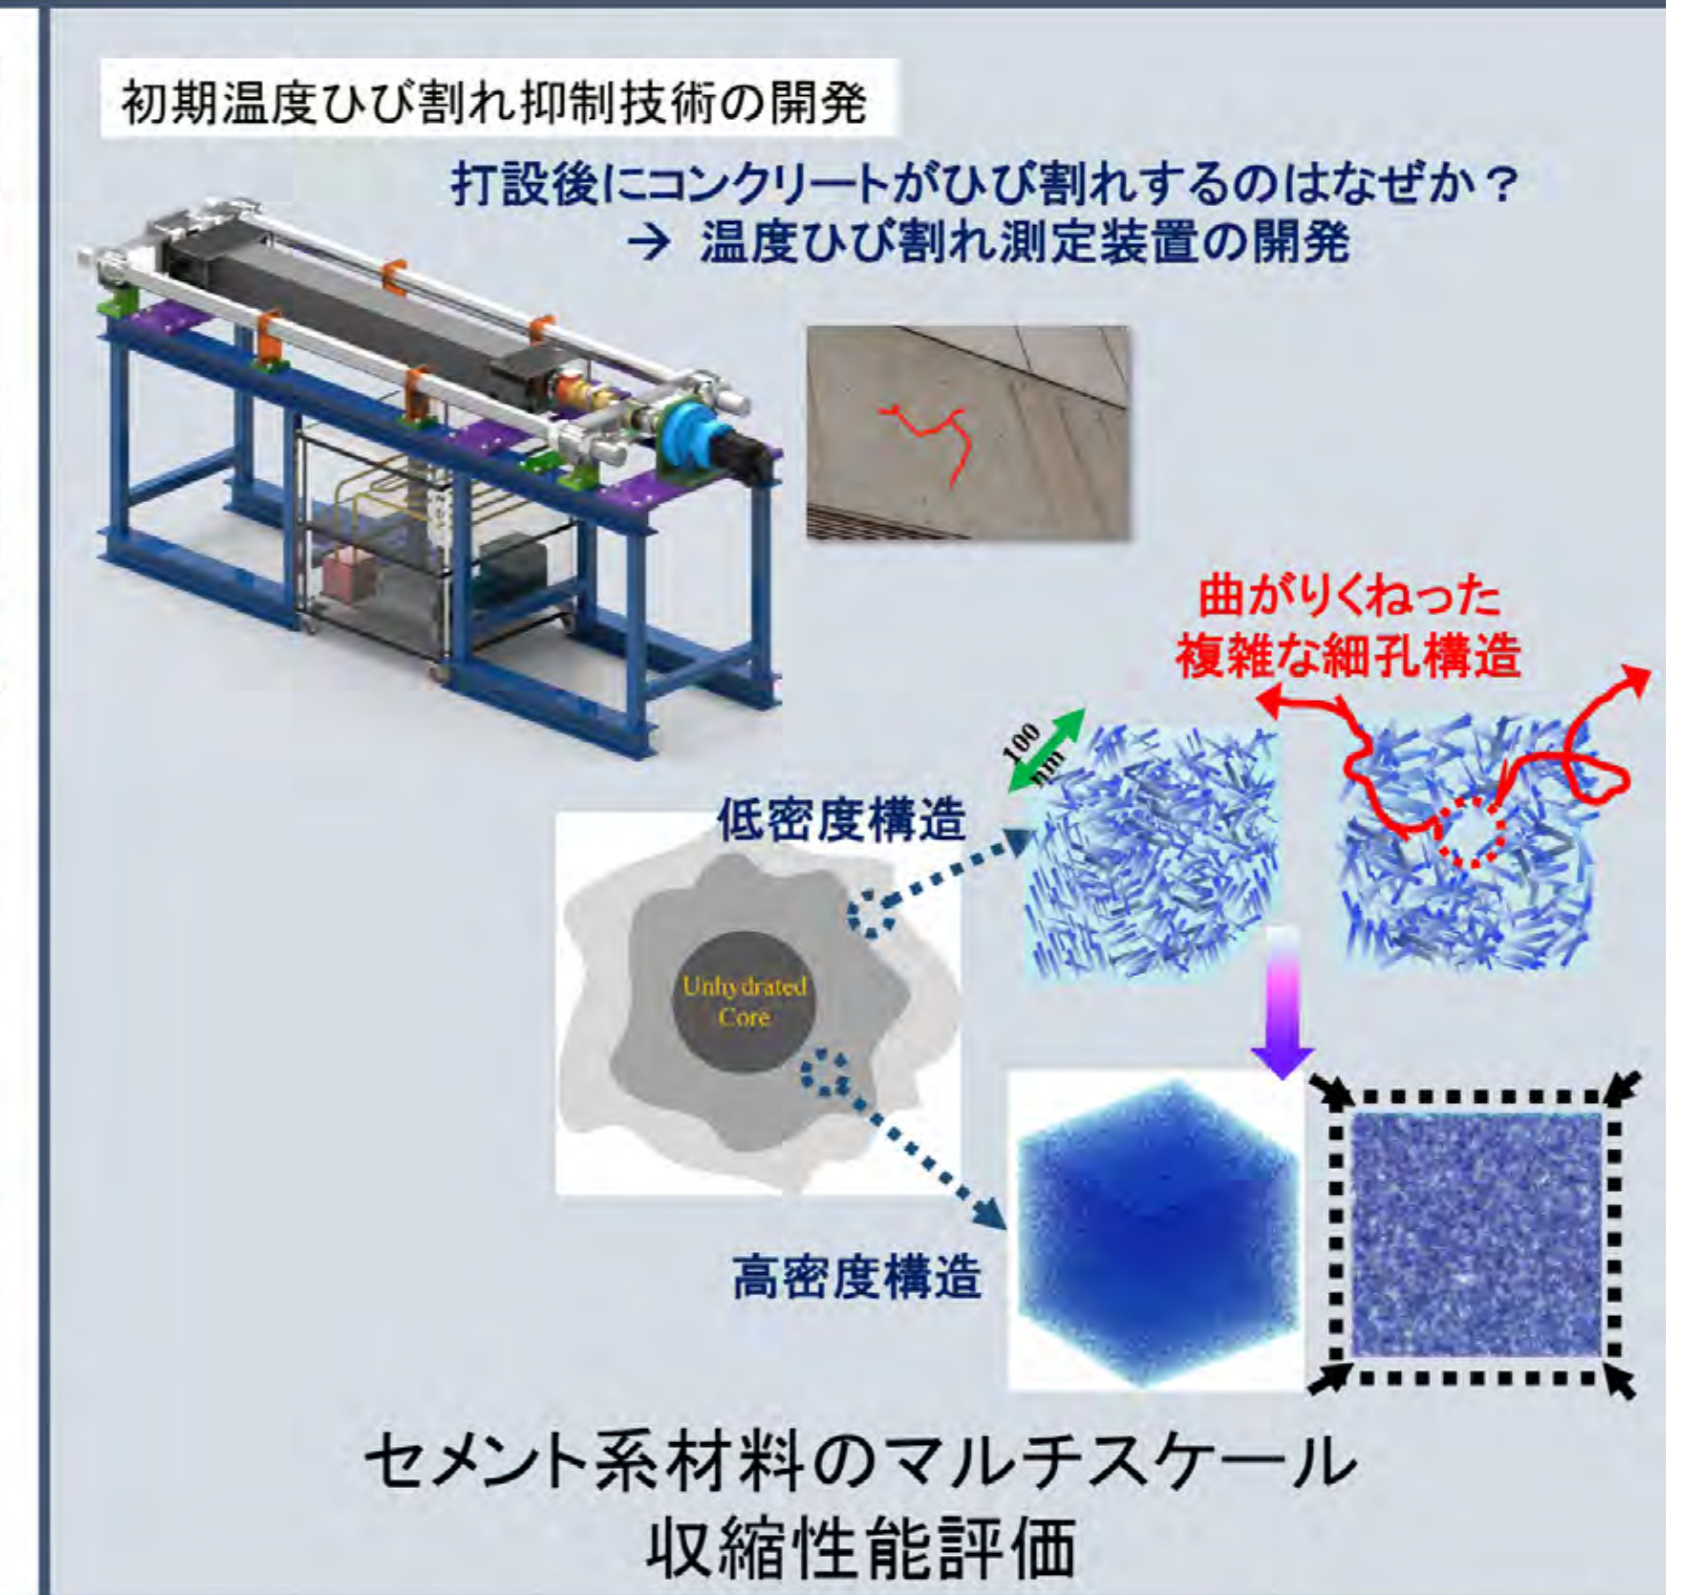 初期温度ひび割れ抑制技術の開発
打設後にコンクリートがひび割れするのはなぜか？
→ 温度ひび割れ測定装置の開発
曲がりくねった
複雑な細孔構造
100
nm
低密度構造
Unhydrated
Core
高密度構造
セメント系材料のマルチスケール
収縮性能評価